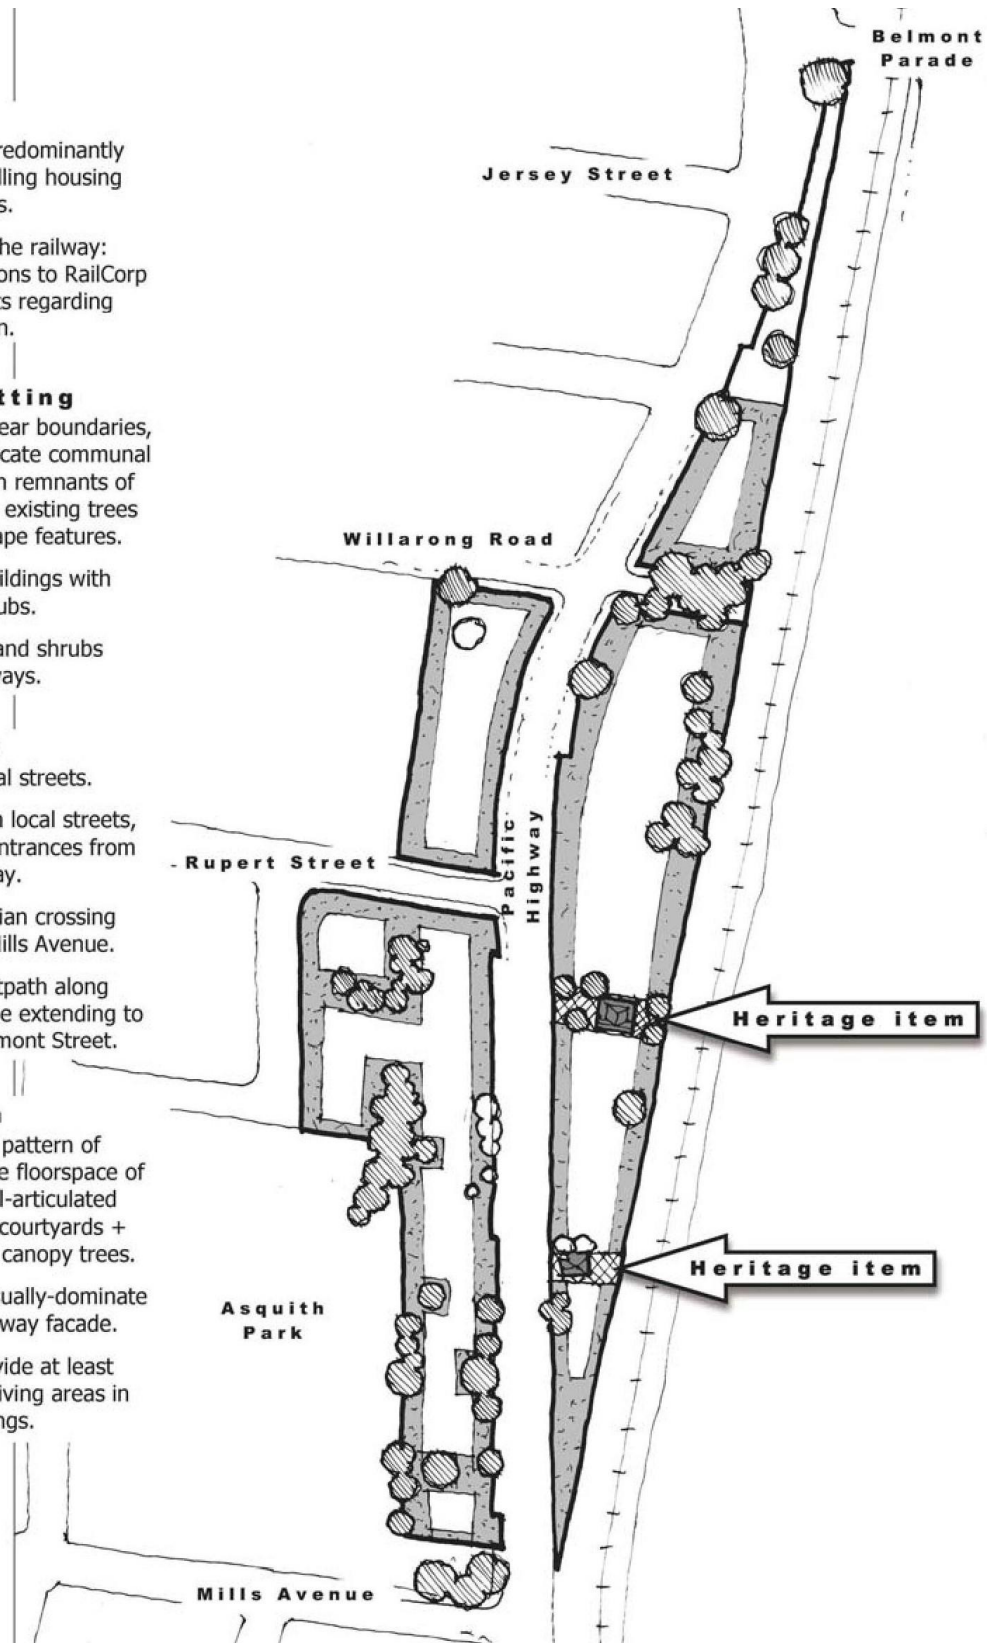 redominantly
lling housing
s.
he railway:
ons to RailCorp
ts regarding
n.
tting
ear boundaries,
cate communal
n remnants of
existing trees
ape features.
ildings with
ubs.
and shrubs
ways.
al streets.
n local streets,
ntrances from
ay.
ian crossing
Mills Avenue.
tpath along
e extending to
mont Street.
pattern of
e floorspace of
l-articulated
courtyards +
canopy trees.
ually-dominate
way facade.
vide at least
iving areas in
ngs.
Belmont
Parade
Jersey Street
Willarong Road
Rupert Street
Pacific
Highway
Heritage item
Heritage item
Asquith
Park
Mills Avenue